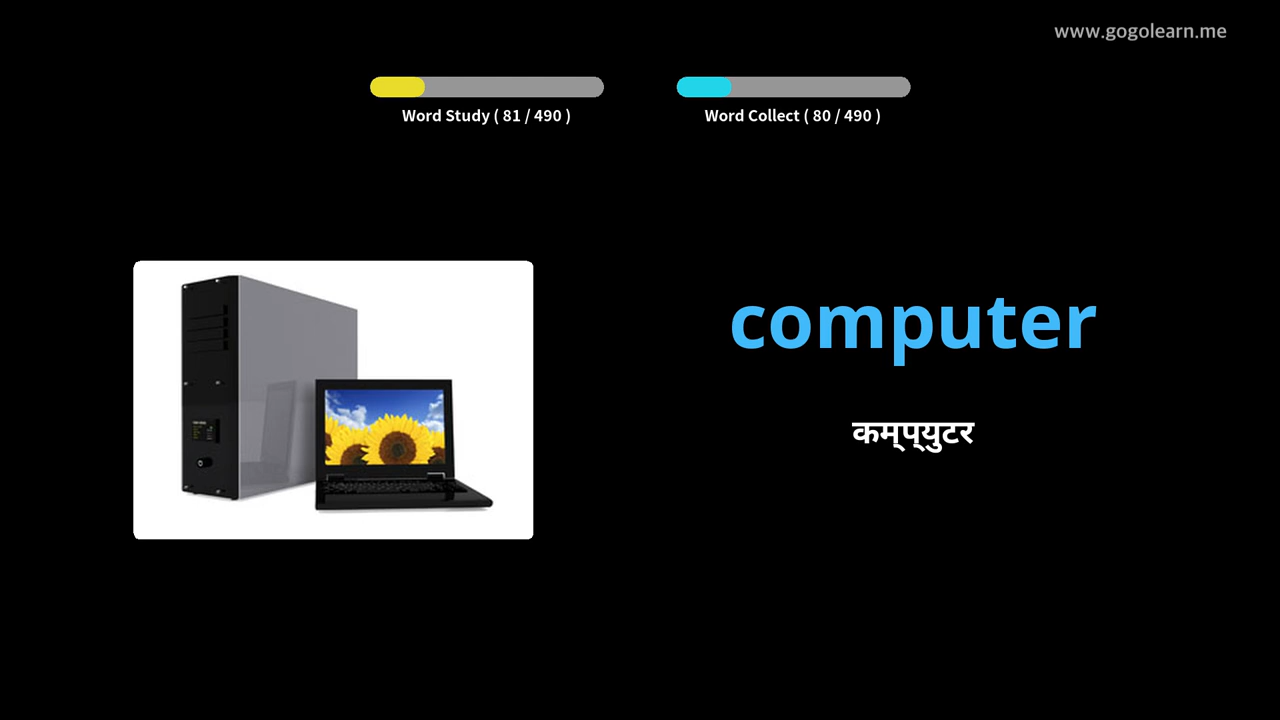 www.gogolearn.me
Word Study ( 81 / 490 )
Word Collect ( 80 / 490 )
computer
कम्प्युटर